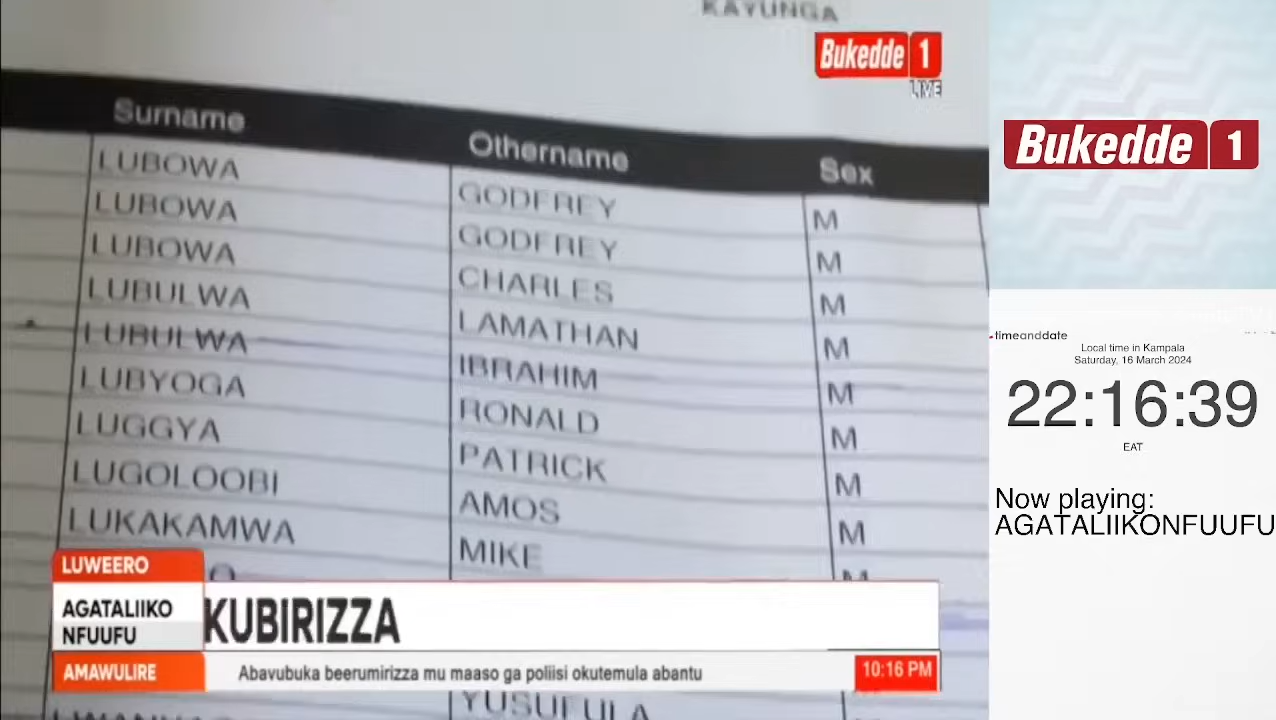 KAYUNGA
Bukedde 1
LIVE
Surname Othername Sex
LUBOWA GODFREY M
LUBOWA GODFREY M
LUBOWA CHARLES M
LUBULWA LAMATHAN M
LUBULWA IBRAHIM M
LUBYOGA RONALD M
LUGGYA PATRICK M
LUGOLOOBI AMOS M
LUKAKAMWA MIKE M
YUSUFULA
LUWEERO
AGATALIIKO
NFUUFU
KUBIRIZZA
AMAWULIRE
Abavubuka beerumirizza mu maaso ga poliisi okutemula abantu
10:16 PM
Bukedde 1
timeanddate
Local time in Kampala
Saturday, 16 March 2024
22:16:39
EAT
Now playing:
AGATALIIKONFUUFU